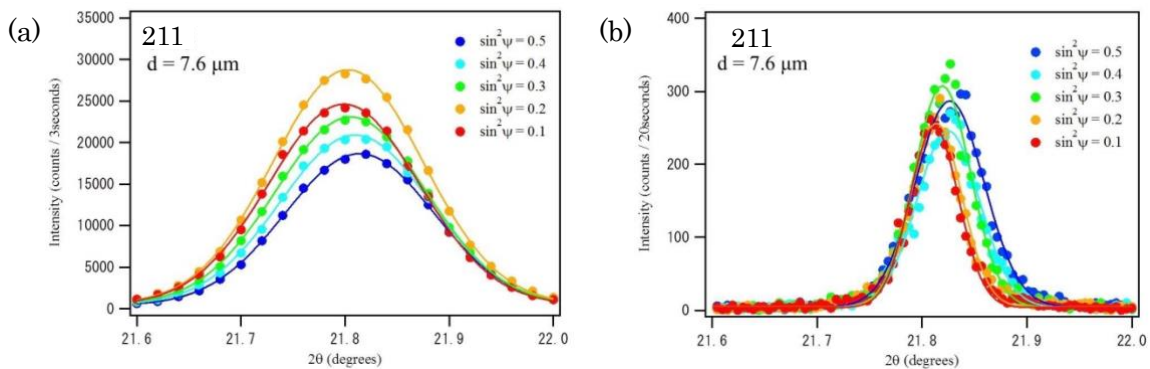 (a)
211
d = 7.6 μm
sin²ψ = 0.5
sin²ψ = 0.4
sin²ψ = 0.3
sin²ψ = 0.2
sin²ψ = 0.1
Intensity (counts / 3seconds)
35000
30000
25000
20000
15000
10000
5000
0
21.6
21.7
21.8
21.9
22.0
2θ (degrees)
(b)
211
d = 7.6 μm
sin²ψ = 0.5
sin²ψ = 0.4
sin²ψ = 0.3
sin²ψ = 0.2
sin²ψ = 0.1
Intensity (counts / 20seconds)
400
300
200
100
0
21.6
21.7
21.8
21.9
22.0
2θ (degrees)